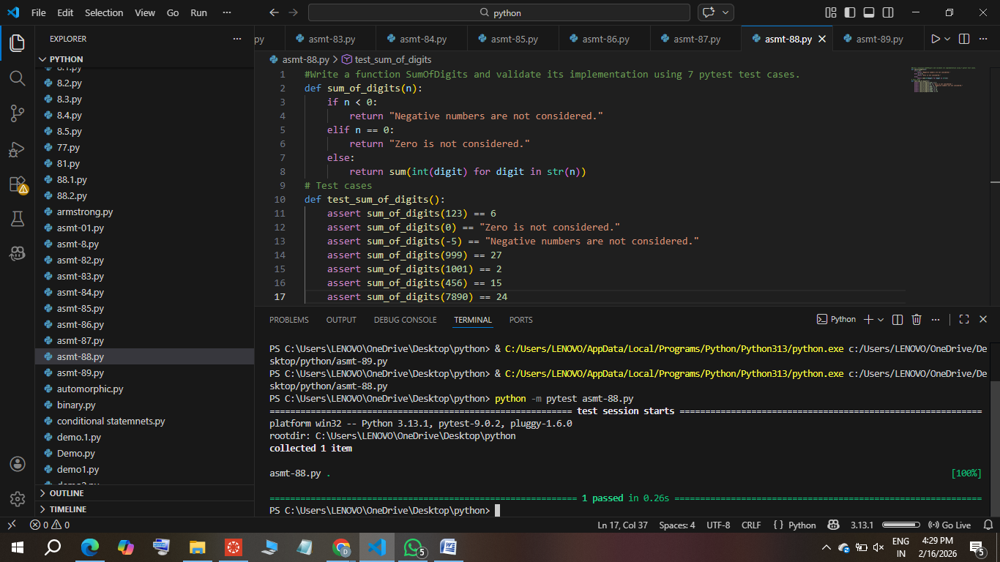 File Edit Selection View Go Run ··· python
EXPLORER ···
PYTHON
8.1.py
8.2.py
8.3.py
8.4.py
8.5.py
77.py
81.py
88.1.py
88.2.py
armstrong.py
asmt-01.py
asmt-8.py
asmt-82.py
asmt-83.py
asmt-84.py
asmt-85.py
asmt-86.py
asmt-87.py
asmt-88.py
asmt-89.py
automorphic.py
binary.py
conditional statemnets.py
demo.1.py
Demo.py
demo1.py
demo2.py
OUTLINE
TIMELINE
py asmt-83.py asmt-84.py asmt-85.py asmt-86.py asmt-87.py asmt-88.py asmt-89.py
asmt-88.py > test_sum_of_digits
1 #Write a function SumOfDigits and validate its implementation using 7 pytest test cases.
2 def sum_of_digits(n):
3 if n < 0:
4 return "Negative numbers are not considered."
5 elif n == 0:
6 return "Zero is not considered."
7 else:
8 return sum(int(digit) for digit in str(n))
9 # Test cases
10 def test_sum_of_digits():
11 assert sum_of_digits(123) == 6
12 assert sum_of_digits(0) == "Zero is not considered."
13 assert sum_of_digits(-5) == "Negative numbers are not considered."
14 assert sum_of_digits(999) == 27
15 assert sum_of_digits(1001) == 2
16 assert sum_of_digits(456) == 15
17 assert sum_of_digits(7890) == 24
PROBLEMS OUTPUT DEBUG CONSOLE TERMINAL PORTS Python
PS C:\Users\LENOVO\OneDrive\Desktop\python> & C:/Users/LENOVO/AppData/Local/Programs/Python/Python313/python.exe c:/Users/LENOVO/OneDrive/De
sktop/python/asmt-89.py
PS C:\Users\LENOVO\OneDrive\Desktop\python> & C:/Users/LENOVO/AppData/Local/Programs/Python/Python313/python.exe c:/Users/LENOVO/OneDrive/De
sktop/python/asmt-88.py
PS C:\Users\LENOVO\OneDrive\Desktop\python> python -m pytest asmt-88.py
=== test session starts ===
platform win32 -- Python 3.13.1, pytest-9.0.2, pluggy-1.6.0
rootdir: C:\Users\LENOVO\OneDrive\Desktop\python
collected 1 item
asmt-88.py . [100%]
=== 1 passed in 0.26s ===
PS C:\Users\LENOVO\OneDrive\Desktop\python>
0 0 Ln 17, Col 37 Spaces: 4 UTF-8 CRLF { } Python 3.13.1 Go Live
D 5 W ENG 4:29 PM
IN 2/16/2026 5